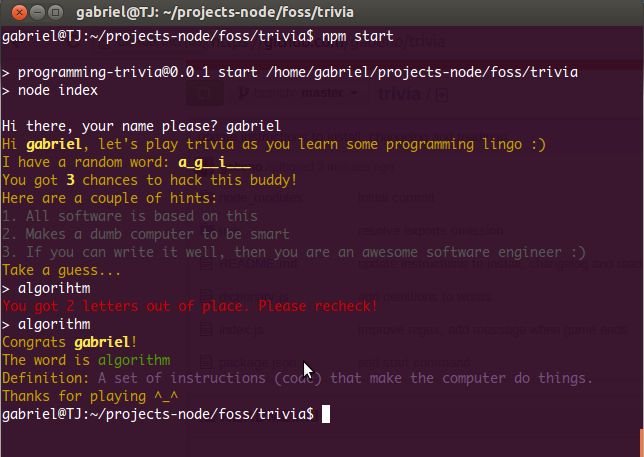 gabriel@TJ: ~/projects-node/foss/trivia
gabriel@TJ:~/projects-node/foss/trivia$ npm start
> programming-trivia@0.0.1 start /home/gabriel/projects-node/foss/trivia
> node index
Hi there, your name please? gabriel
Hi gabriel, let's play trivia as you learn some programming lingo :)
I have a random word: a_g__i___
You got 3 chances to hack this buddy!
Here are a couple of hints:
1. All software is based on this
2. Makes a dumb computer to be smart
3. If you can write it well, then you are an awesome software engineer :)
Take a guess...
> algorihtm
You got 2 letters out of place. Please recheck!
> algorithm
Congrats gabriel!
The word is algorithm
Definition: A set of instructions (code) that make the computer do things.
Thanks for playing ^_^
gabriel@TJ:~/projects-node/foss/trivia$